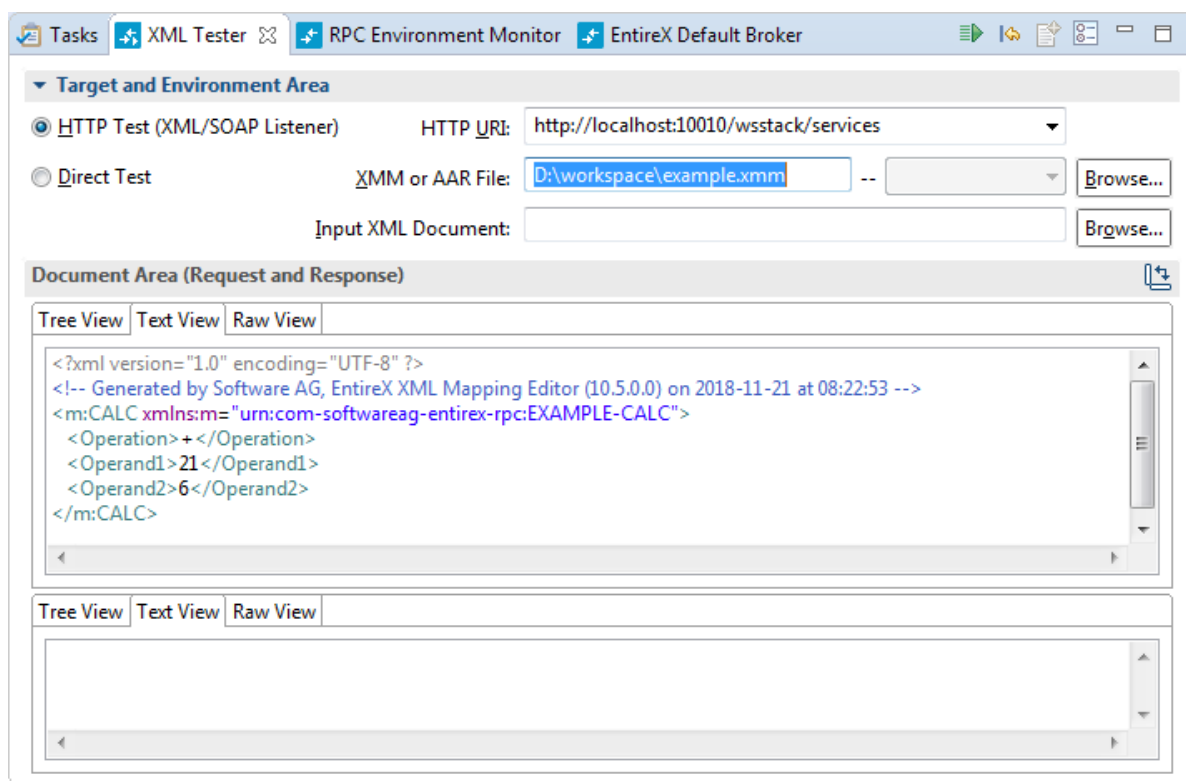 Tasks XML Tester RPC Environment Monitor EntireX Default Broker
Target and Environment Area
HTTP Test (XML/SOAP Listener) HTTP URI: http://localhost:10010/wsstack/services
Direct Test XMM or AAR File: D:\workspace\example.xmm -- Browse...
Input XML Document: Browse...
Document Area (Request and Response)
Tree View Text View Raw View
<?xml version="1.0" encoding="UTF-8" ?>
<!-- Generated by Software AG, EntireX XML Mapping Editor (10.5.0.0) on 2018-11-21 at 08:22:53 -->
<m:CALC xmlns:m="urn:com-softwareag-entirex-rpc:EXAMPLE-CALC">
<Operation>+</Operation>
<Operand1>21</Operand1>
<Operand2>6</Operand2>
</m:CALC>
Tree View Text View Raw View